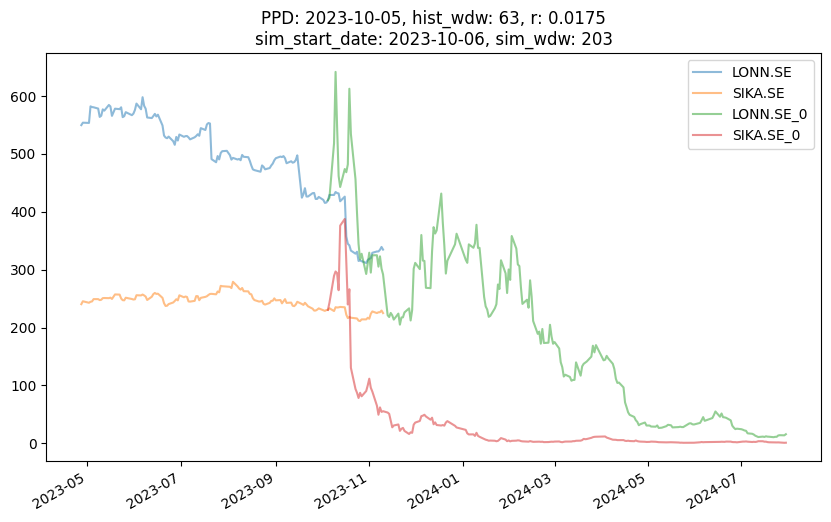 PPD: 2023-10-05, hist_wdw: 63, r: 0.0175
sim_start_date: 2023-10-06, sim_wdw: 203
LONN.SE
SIKA.SE
LONN.SE_0
SIKA.SE_0
600
500
400
300
200
100
0
2023-05
2023-07
2023-09
2023-11
2024-01
2024-03
2024-05
2024-07